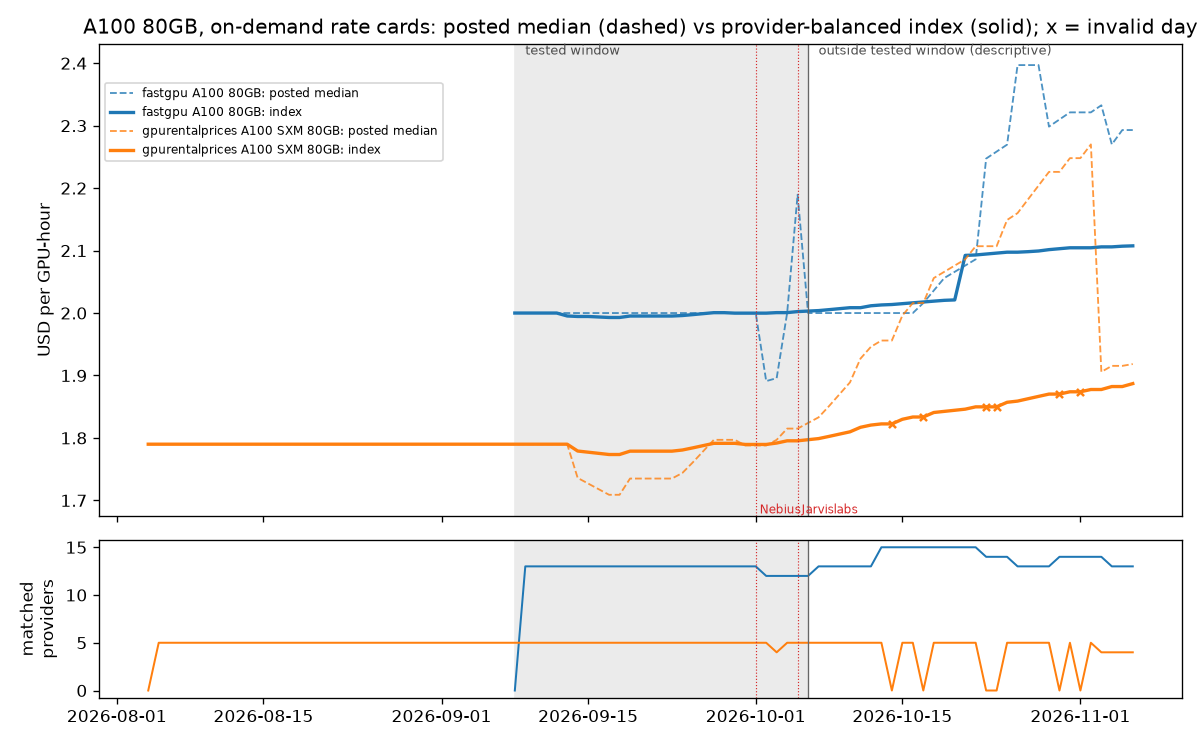 A100 80GB, on-demand rate cards: posted median (dashed) vs provider-balanced index (solid); x = invalid day
tested window
outside tested window (descriptive)
fastgpu A100 80GB: posted median
fastgpu A100 80GB: index
gpurentalprices A100 SXM 80GB: posted median
gpurentalprices A100 SXM 80GB: index
USD per GPU-hour
2.4
2.3
2.2
2.1
2.0
1.9
1.8
1.7
Nebius
Jarvislabs
matched
providers
15
10
5
0
2026-08-01
2026-08-15
2026-09-01
2026-09-15
2026-10-01
2026-10-15
2026-11-01